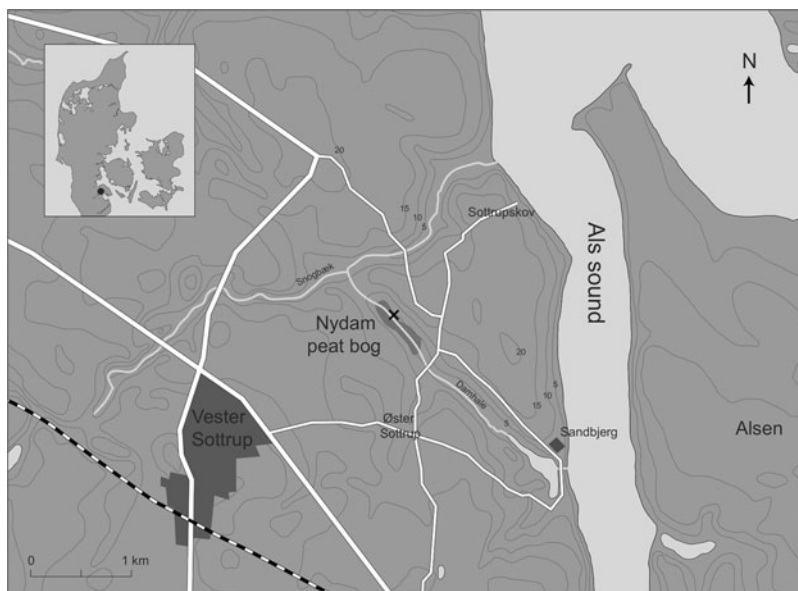 N
20
15
10
5
Sottrupskov
Als sound
Snogbæk
Nydam
peat bog
20
5
10
15
Damhale
5
Vester
Sottrup
Øster
Sottrup
Sandbjerg
Alsen
0
1 km